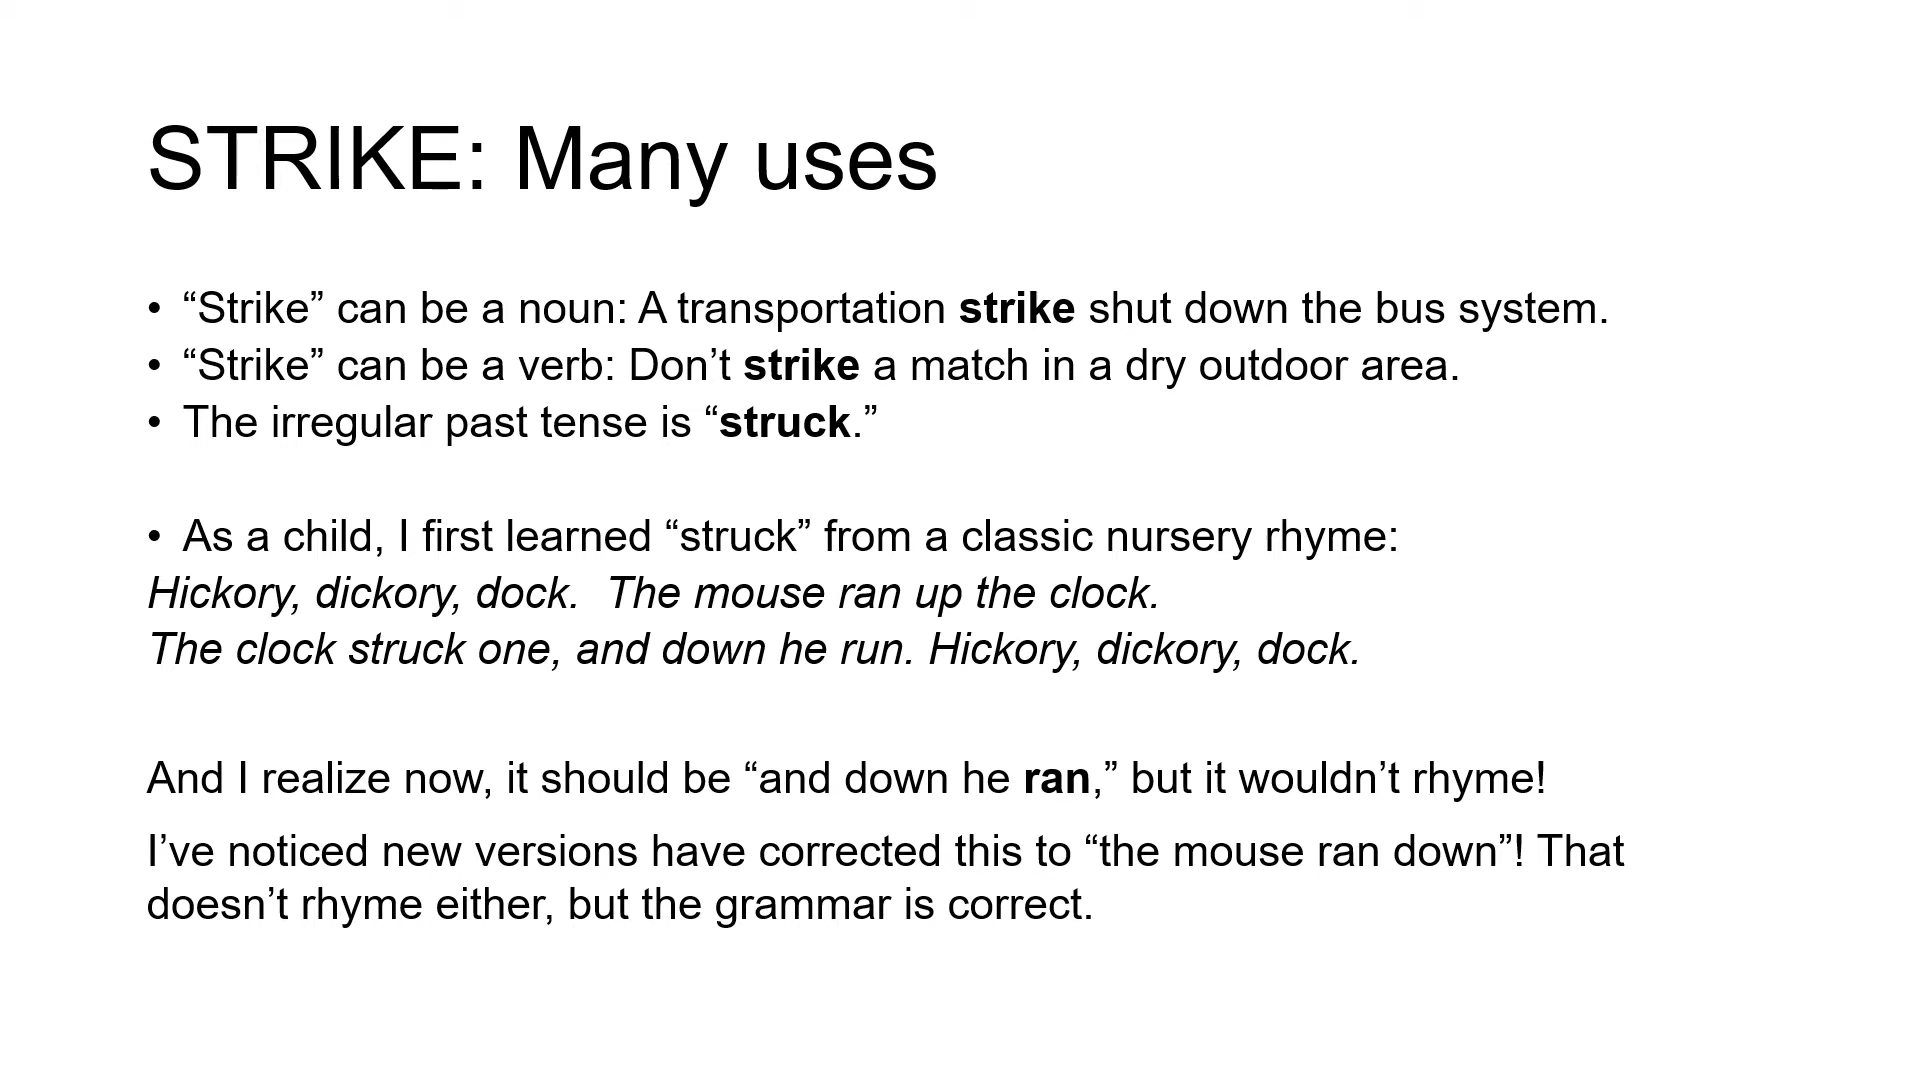 STRIKE: Many uses
• “Strike” can be a noun: A transportation strike shut down the bus system.
• “Strike” can be a verb: Don’t strike a match in a dry outdoor area.
• The irregular past tense is “struck.”
• As a child, I first learned “struck” from a classic nursery rhyme:
Hickory, dickory, dock.  The mouse ran up the clock.
The clock struck one, and down he run. Hickory, dickory, dock.
And I realize now, it should be “and down he ran,” but it wouldn’t rhyme!
I’ve noticed new versions have corrected this to “the mouse ran down”! That
doesn’t rhyme either, but the grammar is correct.